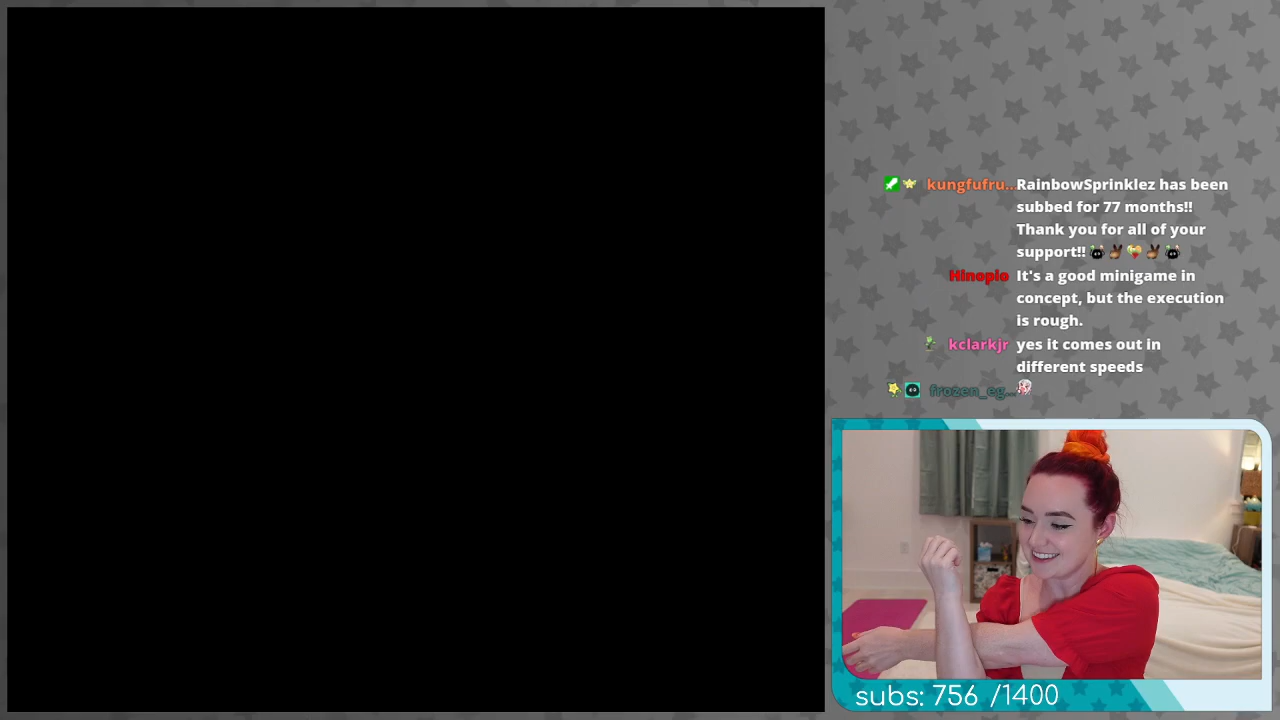 kungfufru... RainbowSprinklez has been
subbed for 77 months!!
Thank you for all of your
support!!
Hinopio It's a good minigame in
concept, but the execution
is rough.
kclarkjr yes it comes out in
different speeds
frozen_eg...
subs: 756 /1400